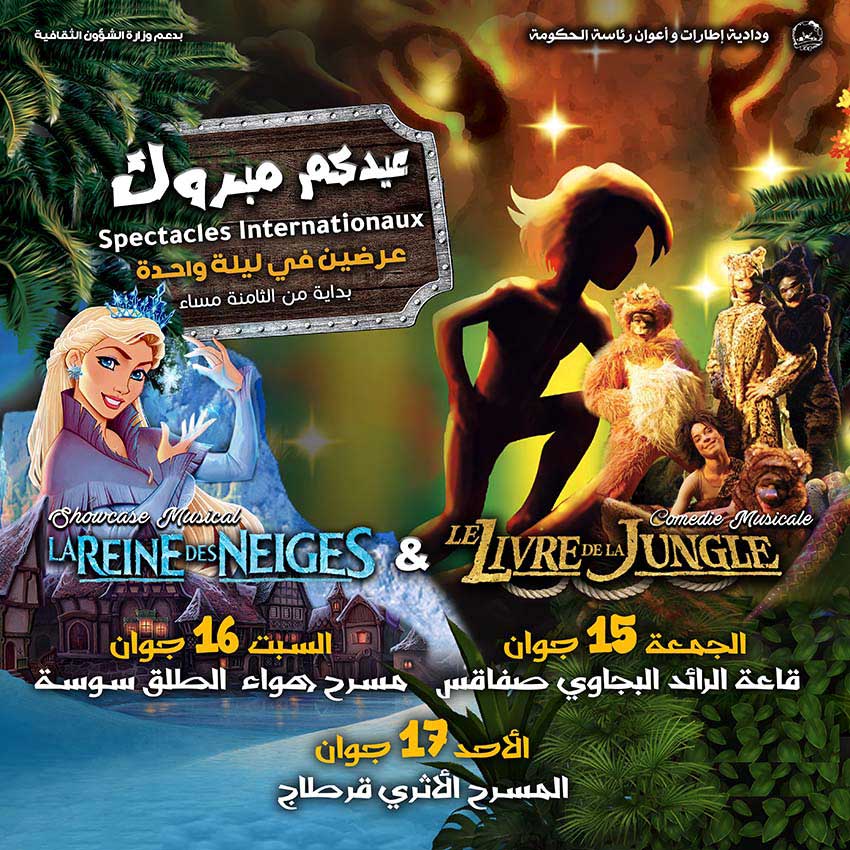 ودادية إطارات و أعوان رئاسة الحكومة
بدعم وزارة الشؤون الثقافية
عيدكم مبروك
Spectacles Internationaux
عرضين في ليلة واحدة
بداية من الثامنة مساء
Showcase Musical
LA REINE DES NEIGES
&
Comedie Musicale
LE LIVRE DE LA JUNGLE
الجمعة 15 جوان
قاعة الرائد البجاوي صفاقس
السبت 16 جوان
مسرح هواء الطلق سوسة
الأحد 17 جوان
المسرح الأثري قرطاج